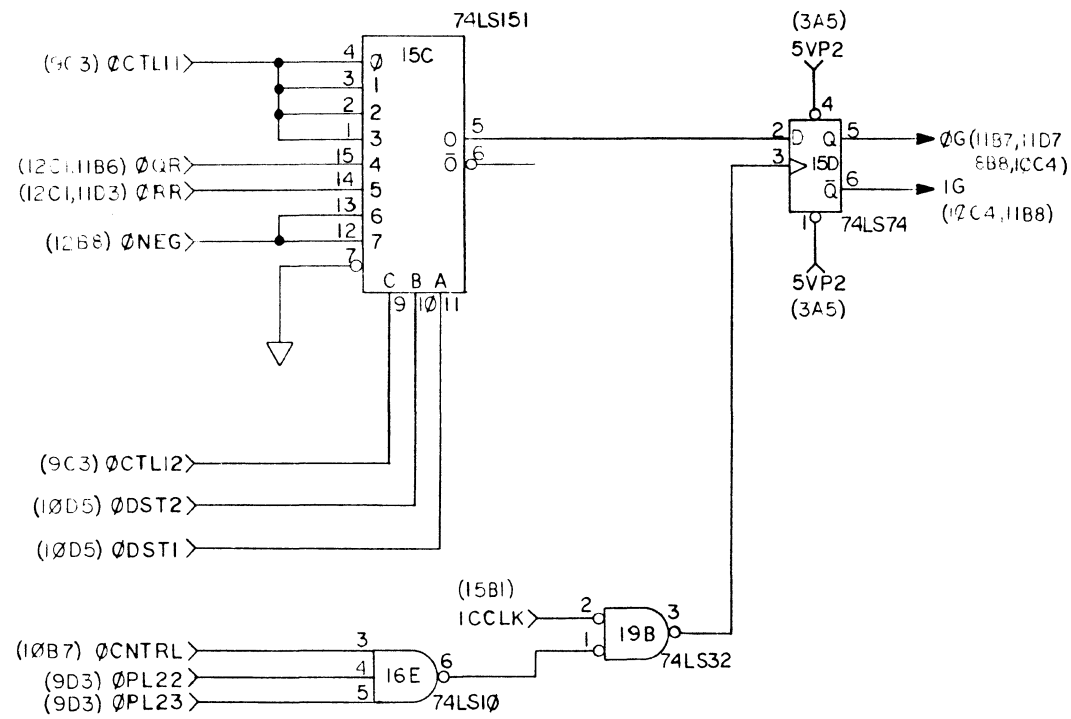 74LS151
(9C3) ØCTL11
4 Ø 15C
3 1
2 2
1 3
O 5
Ō 6
(12C1,11B6) ØQR 15 4
(12C1,11D3) ØRR 14 5
13 6
(12B8) ØNEG 12 7
7
C B A
9 1Ø 11
(3A5)
5VP2
4
2 D Q 5
3 15D
Q̄ 6
1 74LS74
5VP2
(3A5)
ØG(11B7,11D7
8B8,1ØC4)
1G
(1ØC4,11B8)
(9C3) ØCTL12
(1ØD5) ØDST2
(1ØD5) ØDST1
(15B1)
1CCLK 2
1 19B 3
74LS32
(1ØB7) ØCNTRL 3
(9D3) ØPL22 4 16E 6
(9D3) ØPL23 5
74LS1Ø